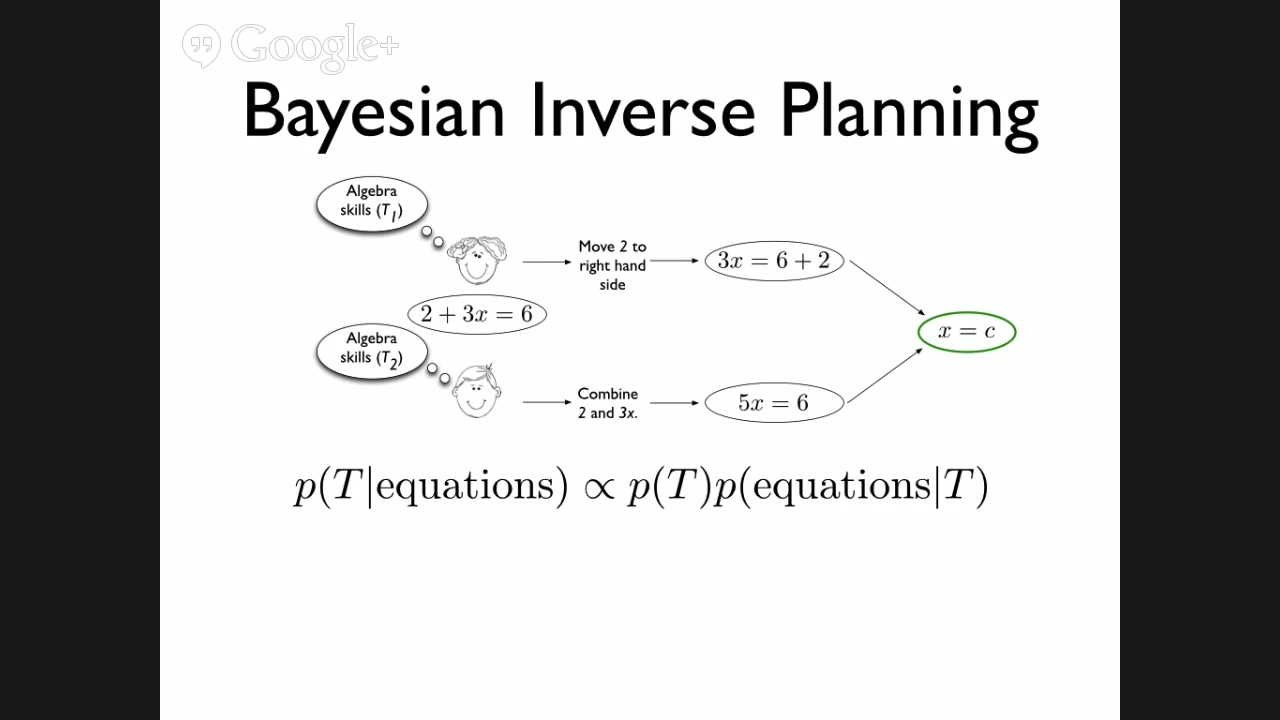 Google+
Bayesian Inverse Planning
Algebra
skills (T₁)
Move 2 to
right hand
side
3x = 6 + 2
2 + 3x = 6
x = c
Algebra
skills (T₂)
Combine
2 and 3x.
5x = 6
p(T|equations) ∝ p(T)p(equations|T)